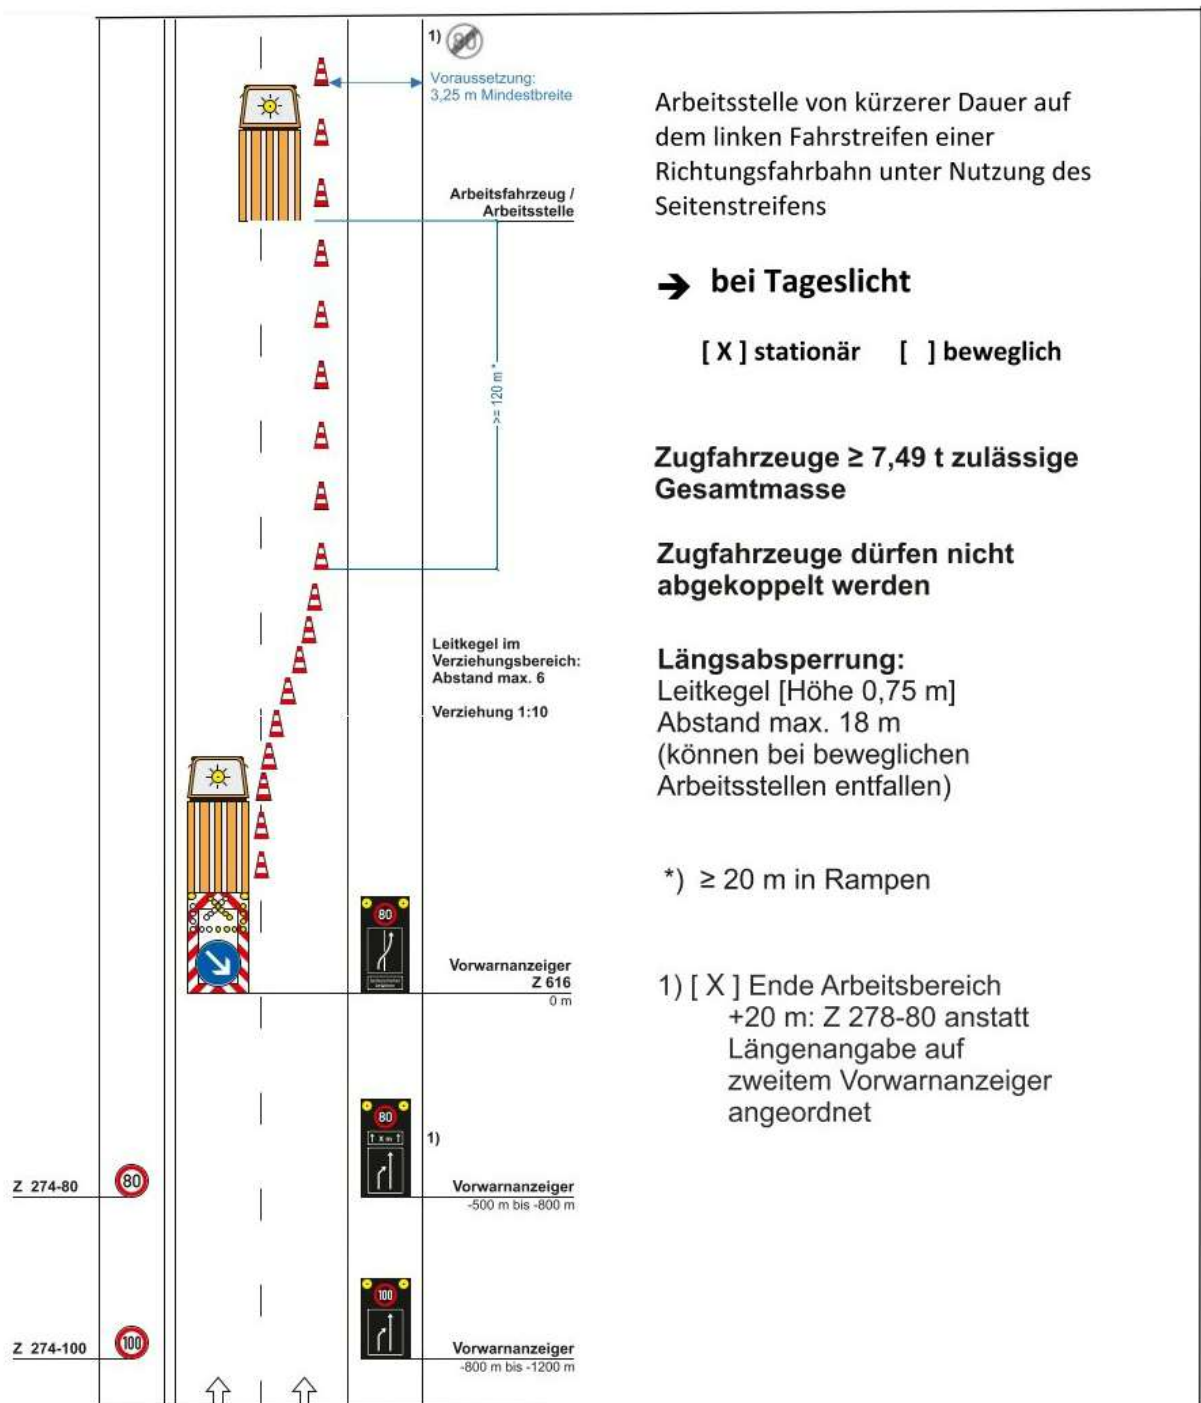 1) 80
Voraussetzung:
3,25 m Mindestbreite
Arbeitsfahrzeug /
Arbeitsstelle
>= 120 m *
Leitkegel im
Verziehungsbereich:
Abstand max. 6
Verziehung 1:10
80
Vorwarnanzeiger
Z 616
0 m
80
↑ X m ↑
1)
Z 274-80
80
Vorwarnanzeiger
-500 m bis -800 m
100
Z 274-100
100
Vorwarnanzeiger
-800 m bis -1200 m
Arbeitsstelle von kürzerer Dauer auf
dem linken Fahrstreifen einer
Richtungsfahrbahn unter Nutzung des
Seitenstreifens
➔ bei Tageslicht
[ X ] stationär [ ] beweglich
Zugfahrzeuge ≥ 7,49 t zulässige
Gesamtmasse
Zugfahrzeuge dürfen nicht
abgekoppelt werden
Längsabsperrung:
Leitkegel [Höhe 0,75 m]
Abstand max. 18 m
(können bei beweglichen
Arbeitsstellen entfallen)
*) ≥ 20 m in Rampen
1) [ X ] Ende Arbeitsbereich
+20 m: Z 278-80 anstatt
Längenangabe auf
zweitem Vorwarnanzeiger
angeordnet